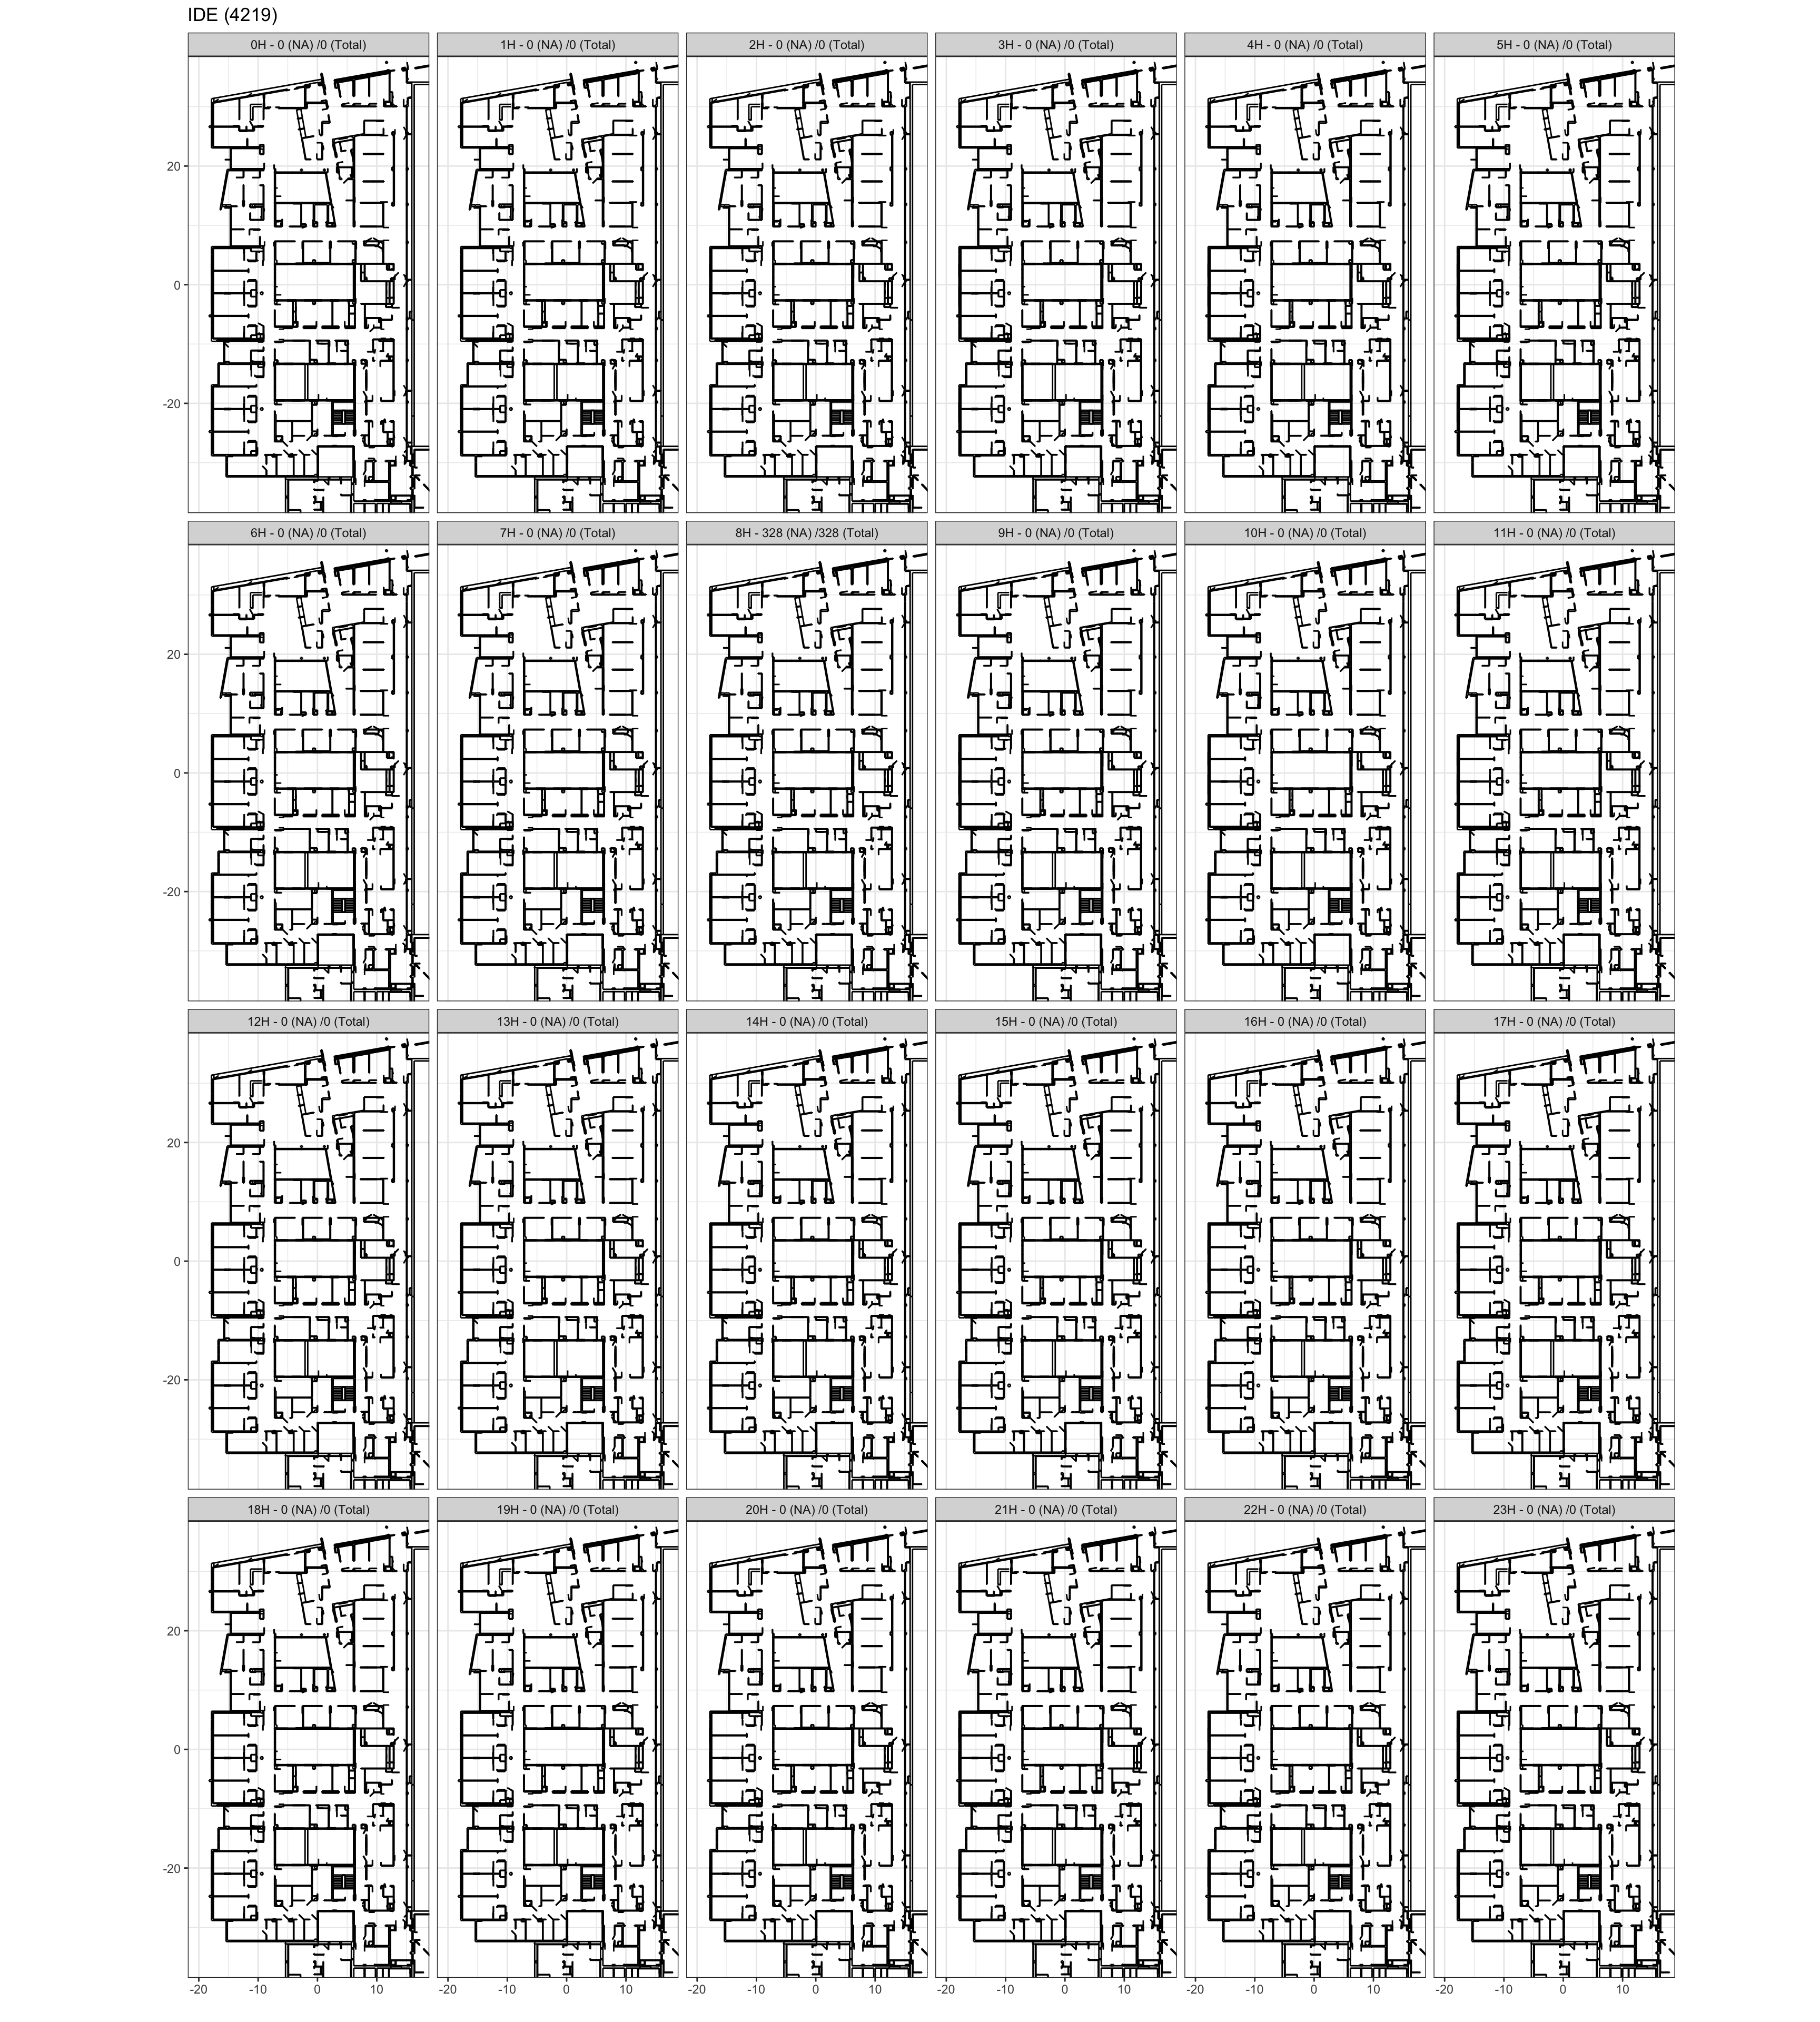 IDE (4219)
0H - 0 (NA) /0 (Total) 1H - 0 (NA) /0 (Total) 2H - 0 (NA) /0 (Total) 3H - 0 (NA) /0 (Total) 4H - 0 (NA) /0 (Total) 5H - 0 (NA) /0 (Total)
20
0
-20
6H - 0 (NA) /0 (Total) 7H - 0 (NA) /0 (Total) 8H - 328 (NA) /328 (Total) 9H - 0 (NA) /0 (Total) 10H - 0 (NA) /0 (Total) 11H - 0 (NA) /0 (Total)
20
0
-20
12H - 0 (NA) /0 (Total) 13H - 0 (NA) /0 (Total) 14H - 0 (NA) /0 (Total) 15H - 0 (NA) /0 (Total) 16H - 0 (NA) /0 (Total) 17H - 0 (NA) /0 (Total)
20
0
-20
18H - 0 (NA) /0 (Total) 19H - 0 (NA) /0 (Total) 20H - 0 (NA) /0 (Total) 21H - 0 (NA) /0 (Total) 22H - 0 (NA) /0 (Total) 23H - 0 (NA) /0 (Total)
20
0
-20
-20 -10 0 10 -20 -10 0 10 -20 -10 0 10 -20 -10 0 10 -20 -10 0 10 -20 -10 0 10